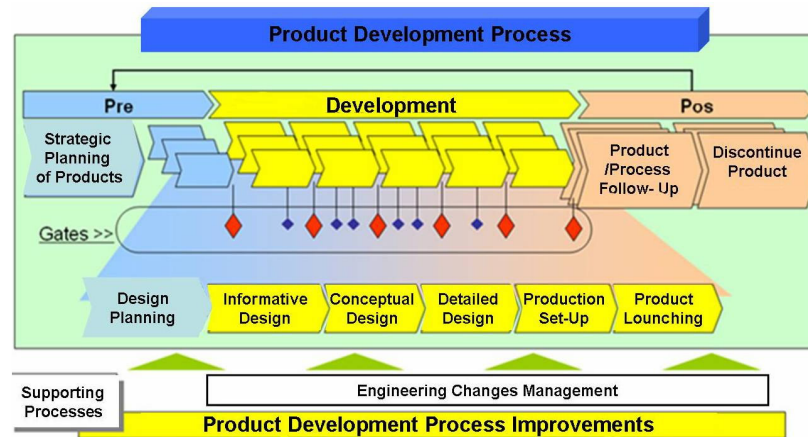 Product Development Process
Pre
Development
Pos
Strategic
Planning
of Products
Product
/Process
Follow- Up
Discontinue
Product
Gates >>
Design
Planning
Informative
Design
Conceptual
Design
Detailed
Design
Production
Set-Up
Product
Lounching
Supporting
Processes
Engineering Changes Management
Product Development Process Improvements